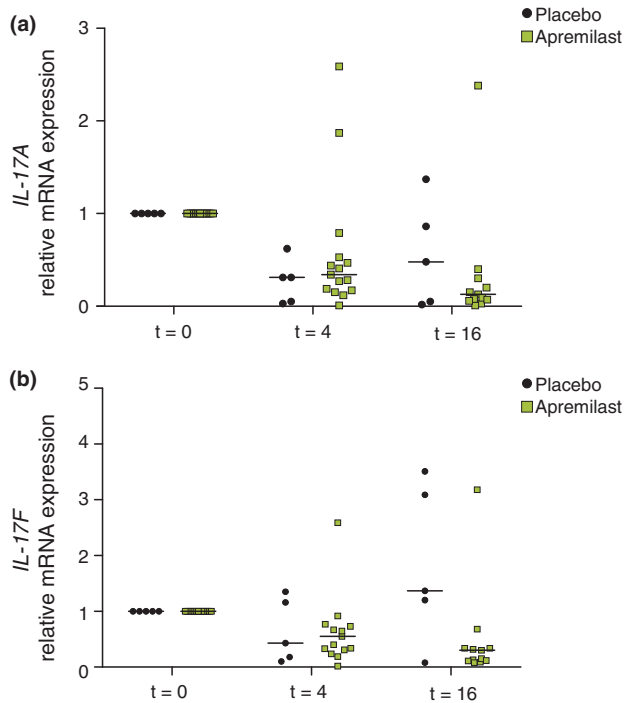 (a)
Placebo
Apremilast
IL-17A
relative mRNA expression
3
2
1
0
t = 0
t = 4
t = 16
(b)
Placebo
Apremilast
IL-17F
relative mRNA expression
5
4
3
2
1
0
t = 0
t = 4
t = 16